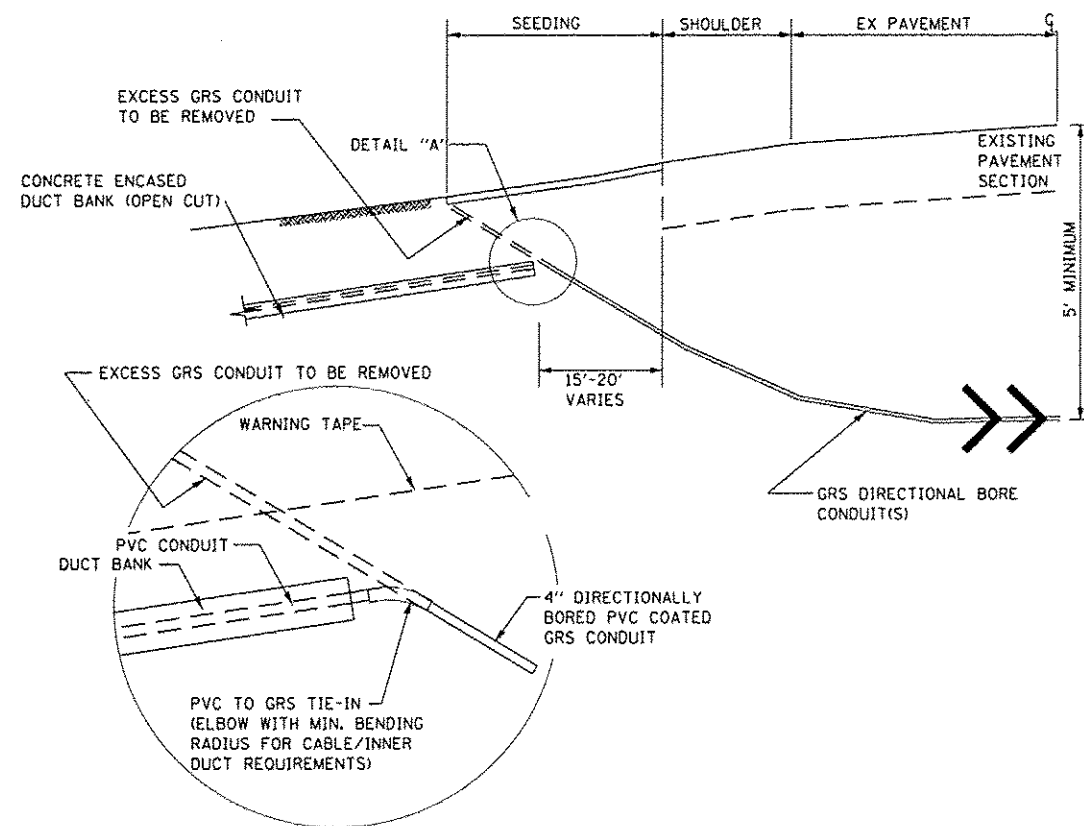 SEEDING
SHOULDER
EX PAVEMENT
℄
EXCESS GRS CONDUIT
TO BE REMOVED
DETAIL "A"
CONCRETE ENCASED
DUCT BANK (OPEN CUT)
EXISTING
PAVEMENT
SECTION
5' MINIMUM
15'-20'
VARIES
GRS DIRECTIONAL BORE
CONDUIT(S)
EXCESS GRS CONDUIT TO BE REMOVED
WARNING TAPE
PVC CONDUIT
DUCT BANK
4" DIRECTIONALLY
BORED PVC COATED
GRS CONDUIT
PVC TO GRS TIE-IN
(ELBOW WITH MIN. BENDING
RADIUS FOR CABLE/INNER
DUCT REQUIREMENTS)